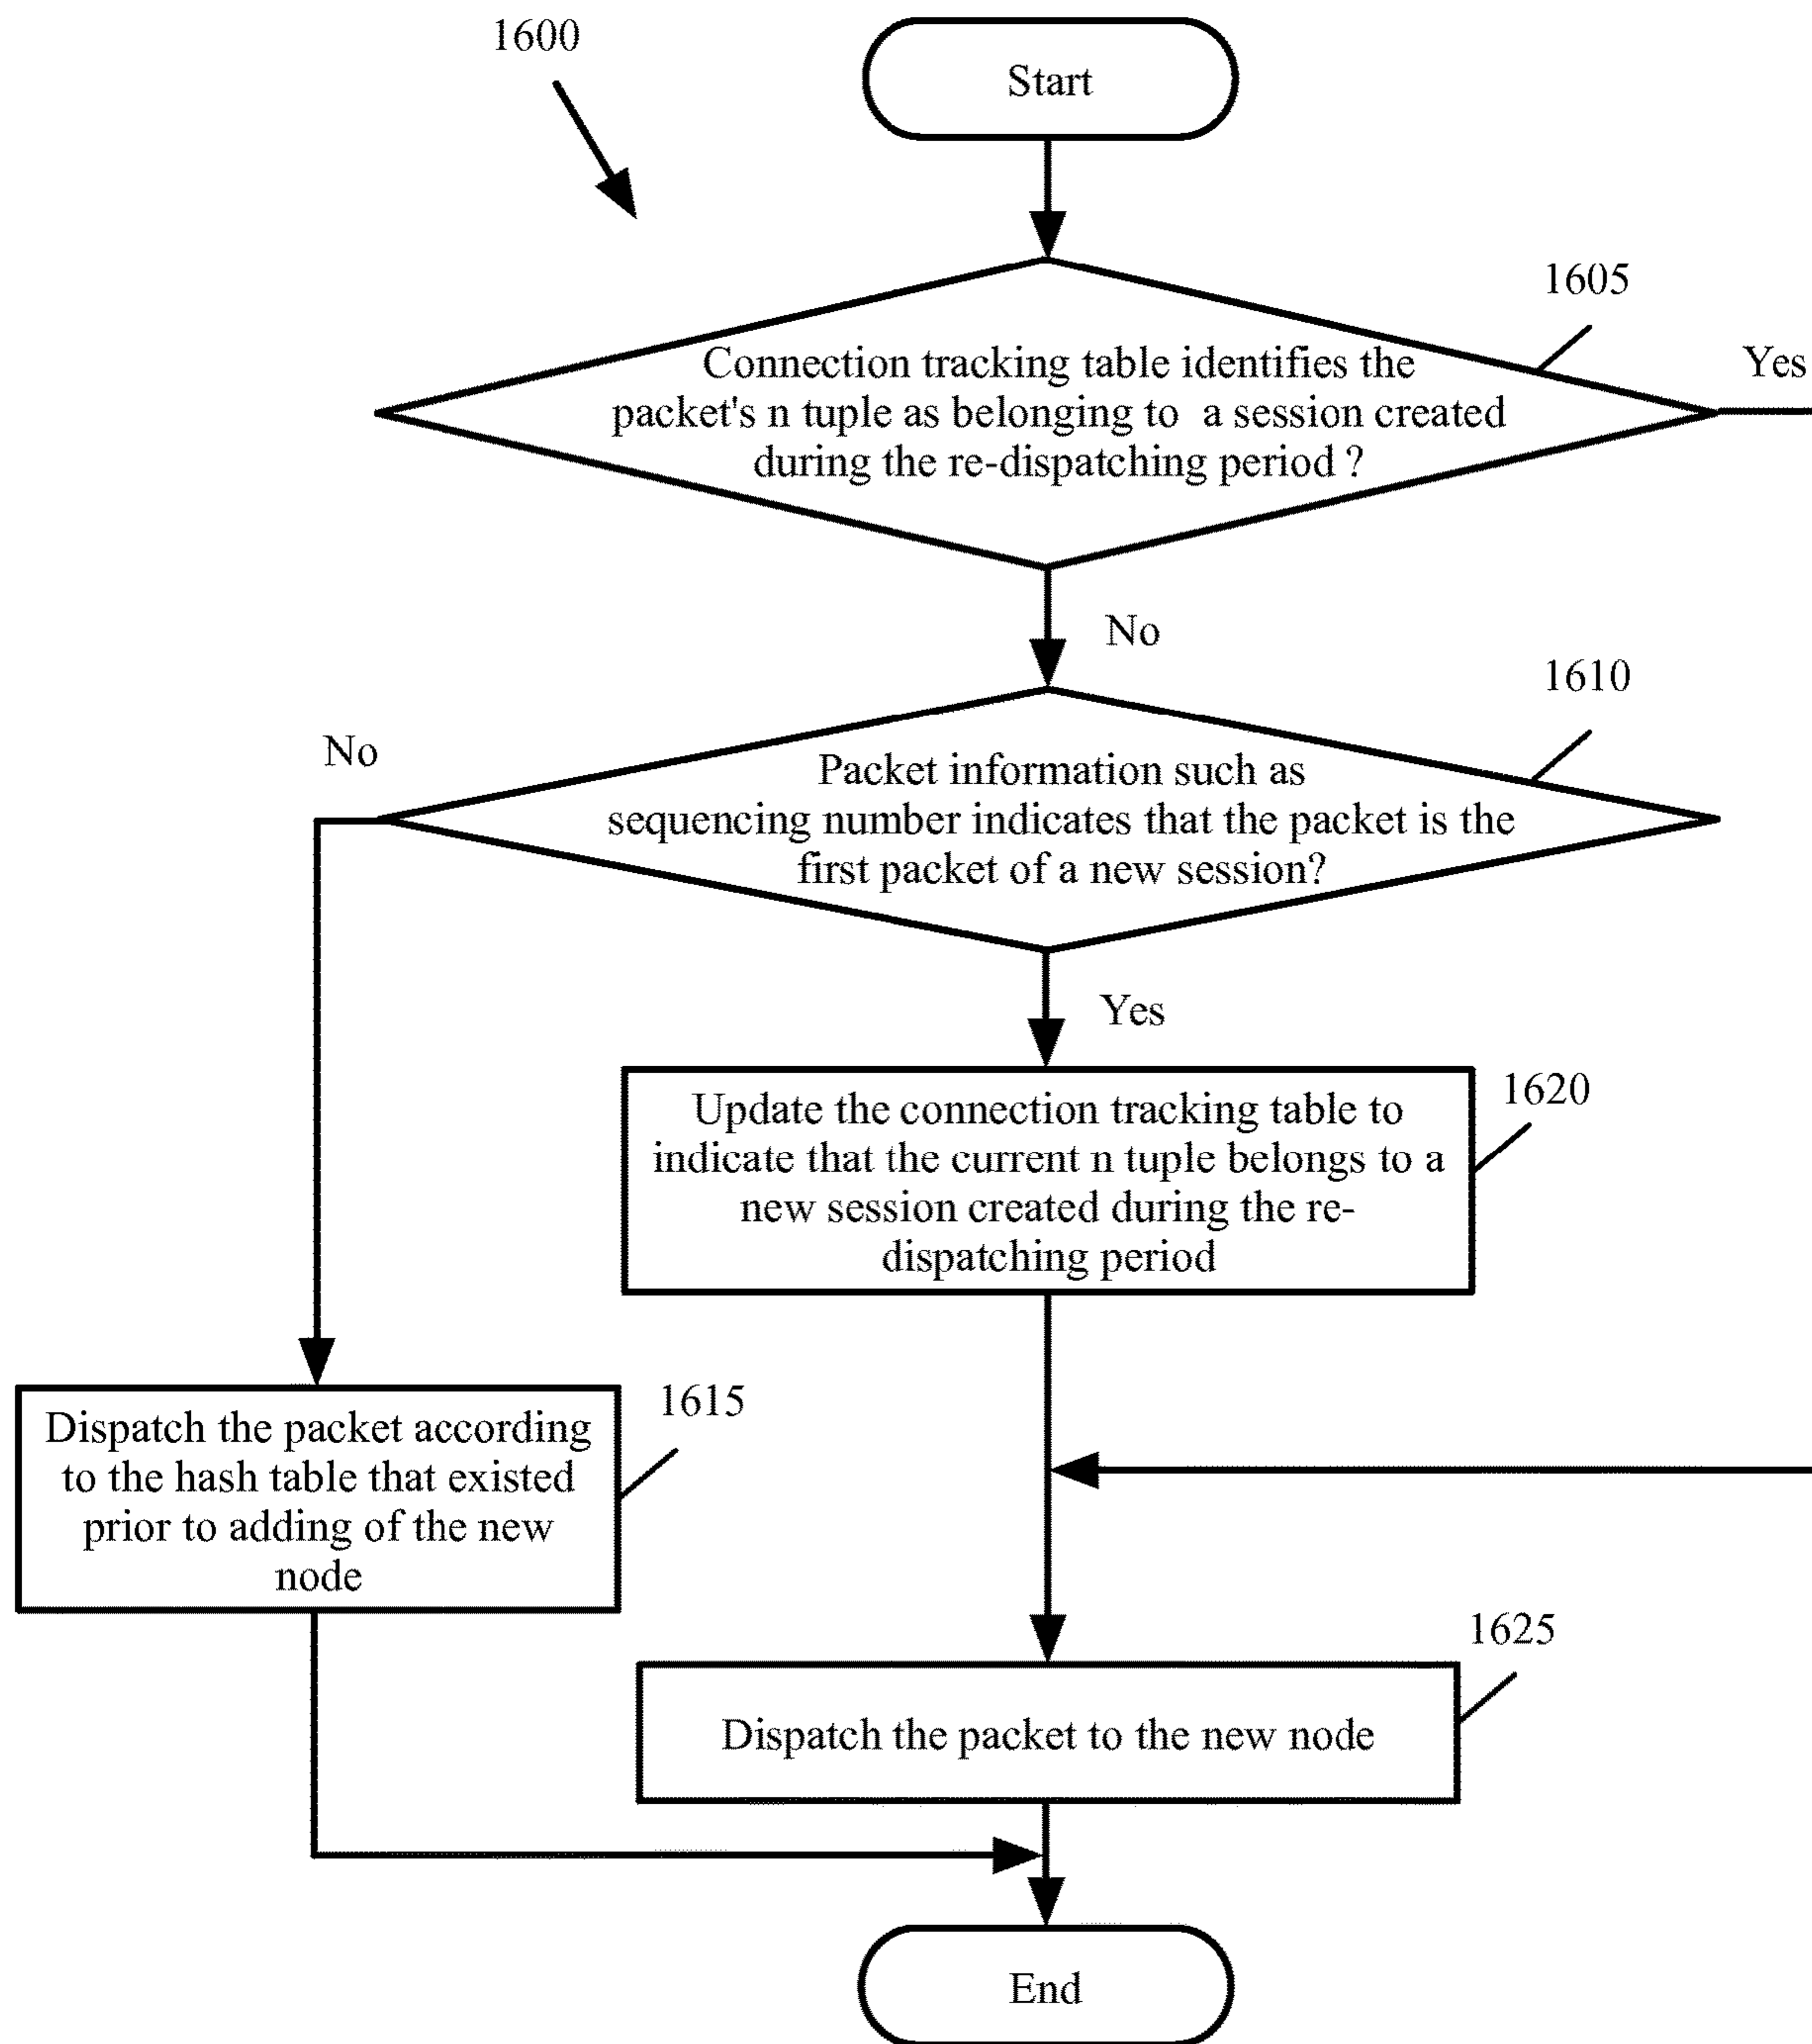 1600
Start
1605
Connection tracking table identifies the
packet's n tuple as belonging to a session created
during the re-dispatching period ?
Yes
No
1610
No
Packet information such as
sequencing number indicates that the packet is the
first packet of a new session?
Yes
1620
Update the connection tracking table to
indicate that the current n tuple belongs to a
new session created during the re-
dispatching period
1615
Dispatch the packet according
to the hash table that existed
prior to adding of the new
node
1625
Dispatch the packet to the new node
End